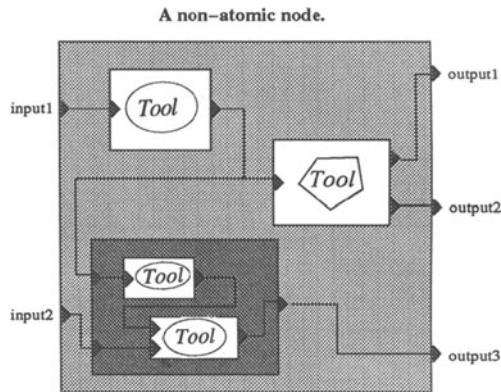 A non–atomic node.
output1
input1
Tool
Tool
output2
Tool
input2
Tool
output3